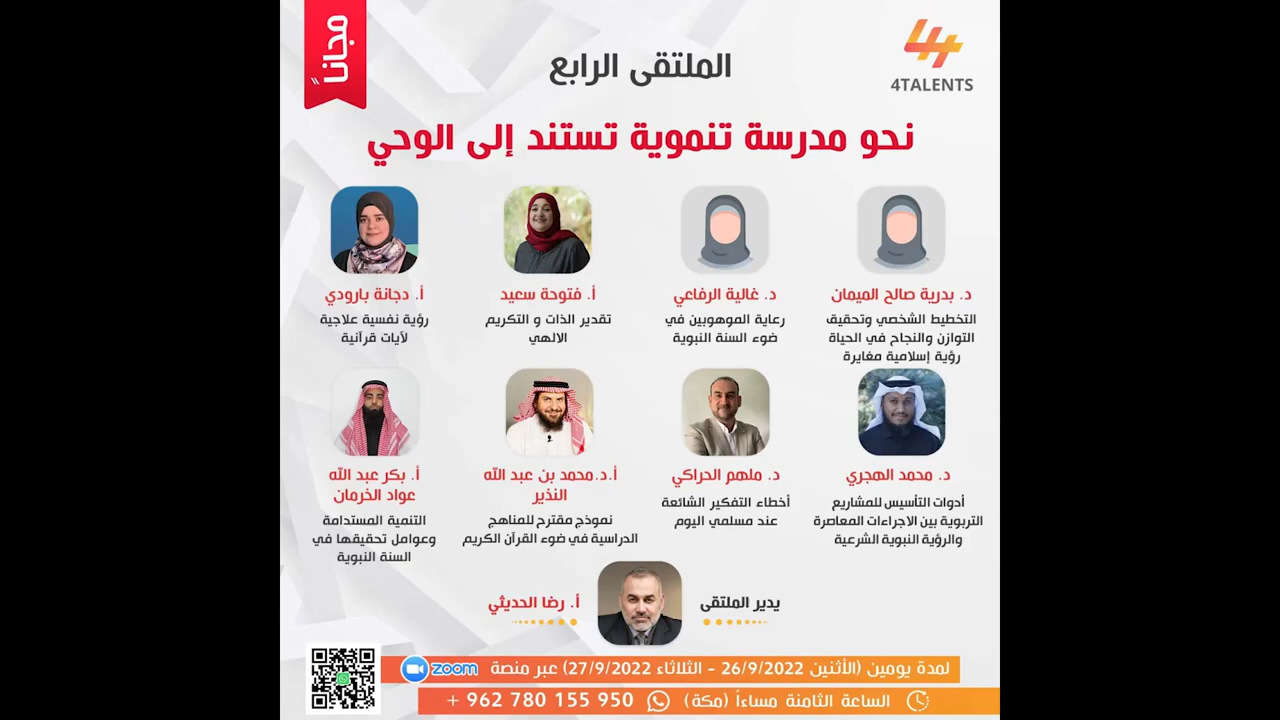 مجاناً
4TALENTS
الملتقى الرابع
نحو مدرسة تنموية تستند إلى الوحي
د. بدرية صالح الميمان
التخطيط الشخصي وتحقيق
التوازن والنجاح في الحياة
رؤية إسلامية مغايرة
د. غالية الرفاعي
رعاية الموهوبين في
ضوء السنة النبوية
أ. فتوحة سعيد
تقدير الذات و التكريم
الالهي
أ. دجانة بارودي
رؤية نفسية علاجية
لآيات قرآنية
د. محمد الهجري
أدوات التأسيس للمشاريع
التربوية بين الاجراءات المعاصرة
والرؤية النبوية الشرعية
د. ملهم الحراكي
أخطاء التفكير الشائعة
عند مسلمي اليوم
أ.د.محمد بن عبد الله
النذير
نموذج مقترح للمناهج
الدراسية في ضوء القرآن الكريم
أ. بكر عبد الله
عواد الخرمان
التنمية المستدامة
وعوامل تحقيقها في
السنة النبوية
يدير الملتقى
أ. رضا الحديثي
لمدة يومين (الأثنين 26/9/2022 - الثلاثاء 27/9/2022) عبر منصة zoom
الساعة الثامنة مساءاً (مكة) + 962 780 155 950